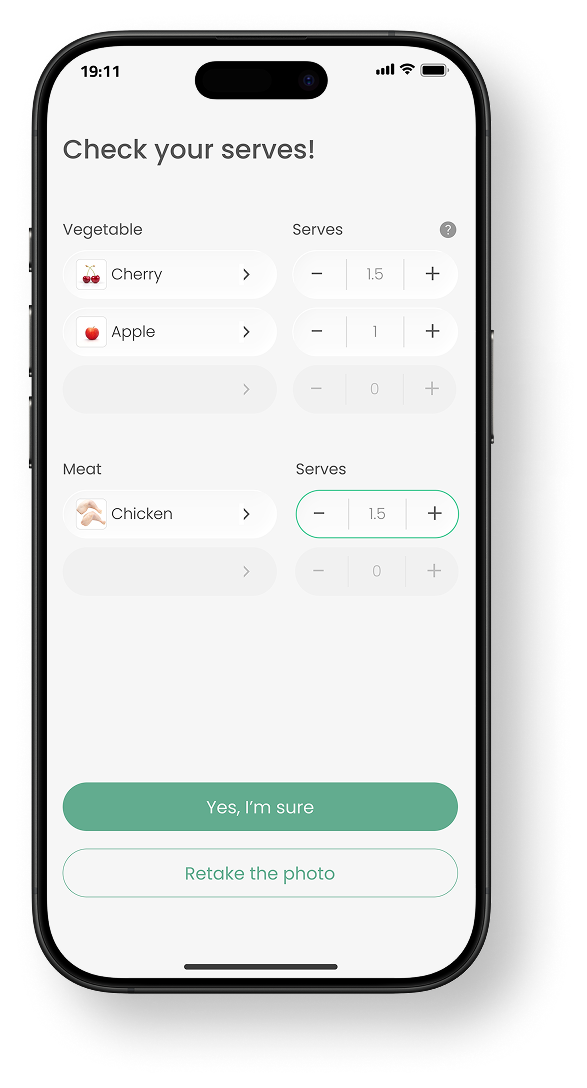 19:11
Check your serves!
Vegetable Serves ?
Cherry − 1.5 +
Apple − 1 +
− 0 +
Meat Serves
Chicken − 1.5 +
− 0 +
Yes, I’m sure
Retake the photo